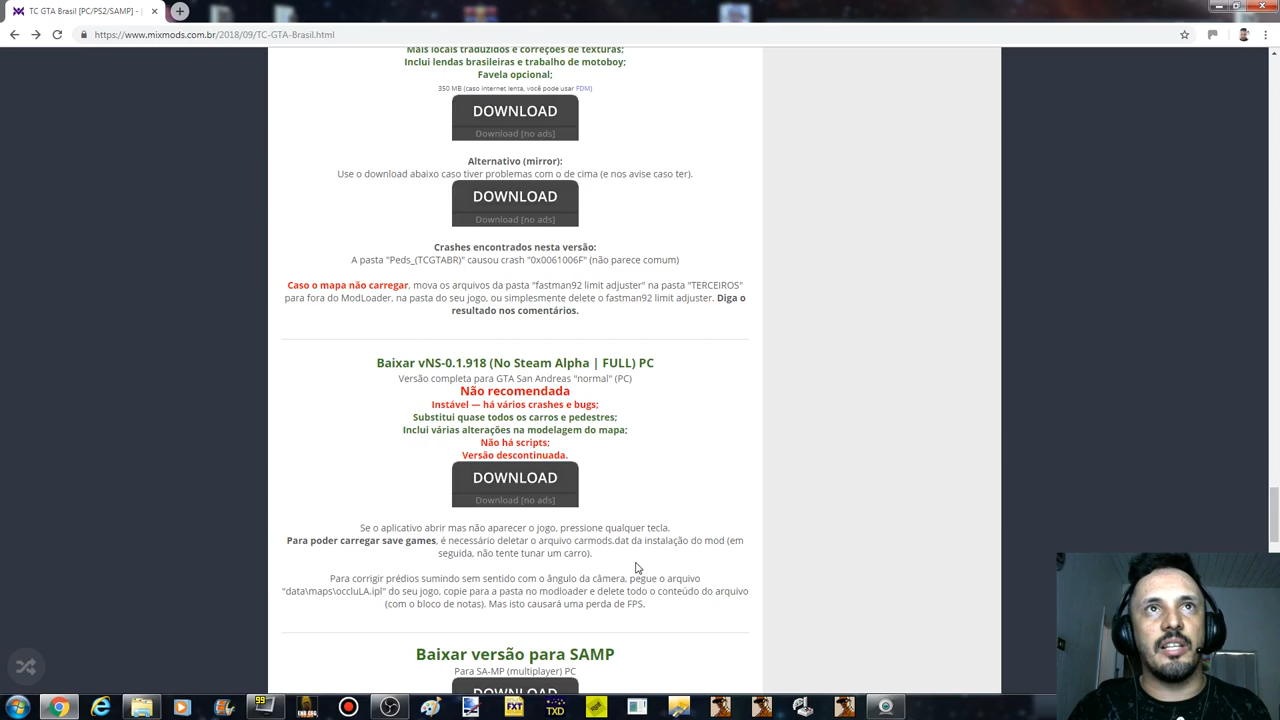 TC GTA Brasil [PC/PS2/SAMP] -
https://www.mixmods.com.br/2018/09/TC-GTA-Brasil.html
Mais locais traduzidos e correções de texturas;
Inclui lendas brasileiras e trabalho de motoboy;
Favela opcional;
350 MB (caso internet lenta, você pode usar FDM)
DOWNLOAD
Download [no ads]
Alternativo (mirror):
Use o download abaixo caso tiver problemas com o de cima (e nos avise caso ter).
DOWNLOAD
Download [no ads]
Crashes encontrados nesta versão:
A pasta "Peds_(TCGTABR)" causou crash "0x0061006F" (não parece comum)
Caso o mapa não carregar, mova os arquivos da pasta "fastman92 limit adjuster" na pasta "TERCEIROS"
para fora do ModLoader, na pasta do seu jogo, ou simplesmente delete o fastman92 limit adjuster. Diga o
resultado nos comentários.
Baixar vNS-0.1.918 (No Steam Alpha | FULL) PC
Versão completa para GTA San Andreas "normal" (PC)
Não recomendada
Instável — há vários crashes e bugs;
Substitui quase todos os carros e pedestres;
Inclui várias alterações na modelagem do mapa;
Não há scripts;
Versão descontinuada.
DOWNLOAD
Download [no ads]
Se o aplicativo abrir mas não aparecer o jogo, pressione qualquer tecla.
Para poder carregar save games, é necessário deletar o arquivo carmods.dat da instalação do mod (em
seguida, não tente tunar um carro).
Para corrigir prédios sumindo sem sentido com o ângulo da câmera, pegue o arquivo
"data\maps\occluLA.ipl" do seu jogo, copie para a pasta no modloader e delete todo o conteúdo do arquivo
(com o bloco de notas). Mas isto causará uma perda de FPS.
Baixar versão para SAMP
Para SA-MP (multiplayer) PC
DOWNLOAD
99
FXT
TXD